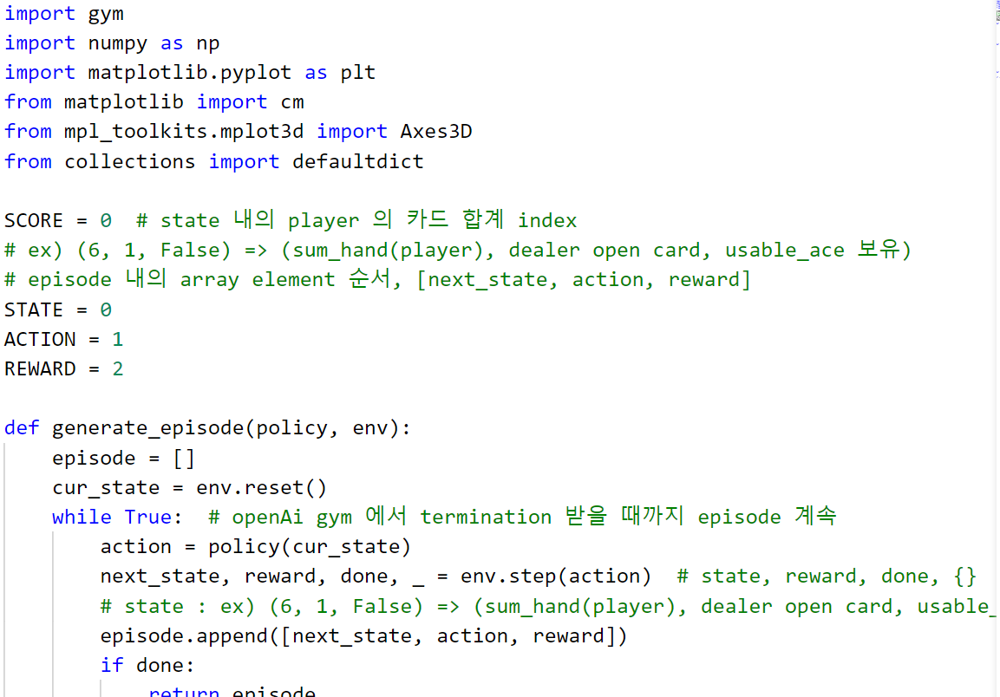 import gym
import numpy as np
import matplotlib.pyplot as plt
from matplotlib import cm
from mpl_toolkits.mplot3d import Axes3D
from collections import defaultdict

SCORE = 0  # state 내의 player 의 카드 합계 index
# ex) (6, 1, False) => (sum_hand(player), dealer open card, usable_ace 보유)
# episode 내의 array element 순서, [next_state, action, reward]
STATE = 0
ACTION = 1
REWARD = 2

def generate_episode(policy, env):
    episode = []
    cur_state = env.reset()
    while True:  # openAi gym 에서 termination 받을 때까지 episode 계속
        action = policy(cur_state)
        next_state, reward, done, _ = env.step(action)  # state, reward, done, {}
        # state : ex) (6, 1, False) => (sum_hand(player), dealer open card, usable_
        episode.append([next_state, action, reward])
        if done:
            return episode